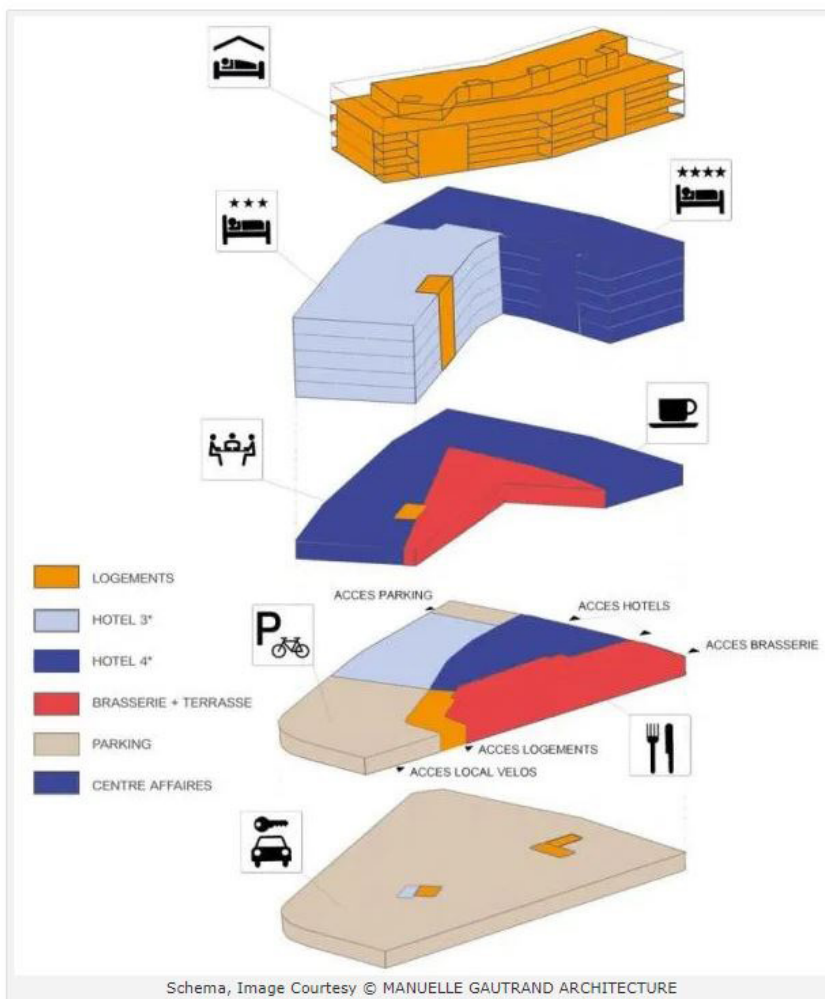 LOGEMENTS
HOTEL 3*
HOTEL 4*
BRASSERIE + TERRASSE
PARKING
CENTRE AFFAIRES
ACCES PARKING
ACCES HOTELS
ACCES BRASSERIE
P
ACCES LOGEMENTS
ACCES LOCAL VELOS
Schema, Image Courtesy © MANUELLE GAUTRAND ARCHITECTURE